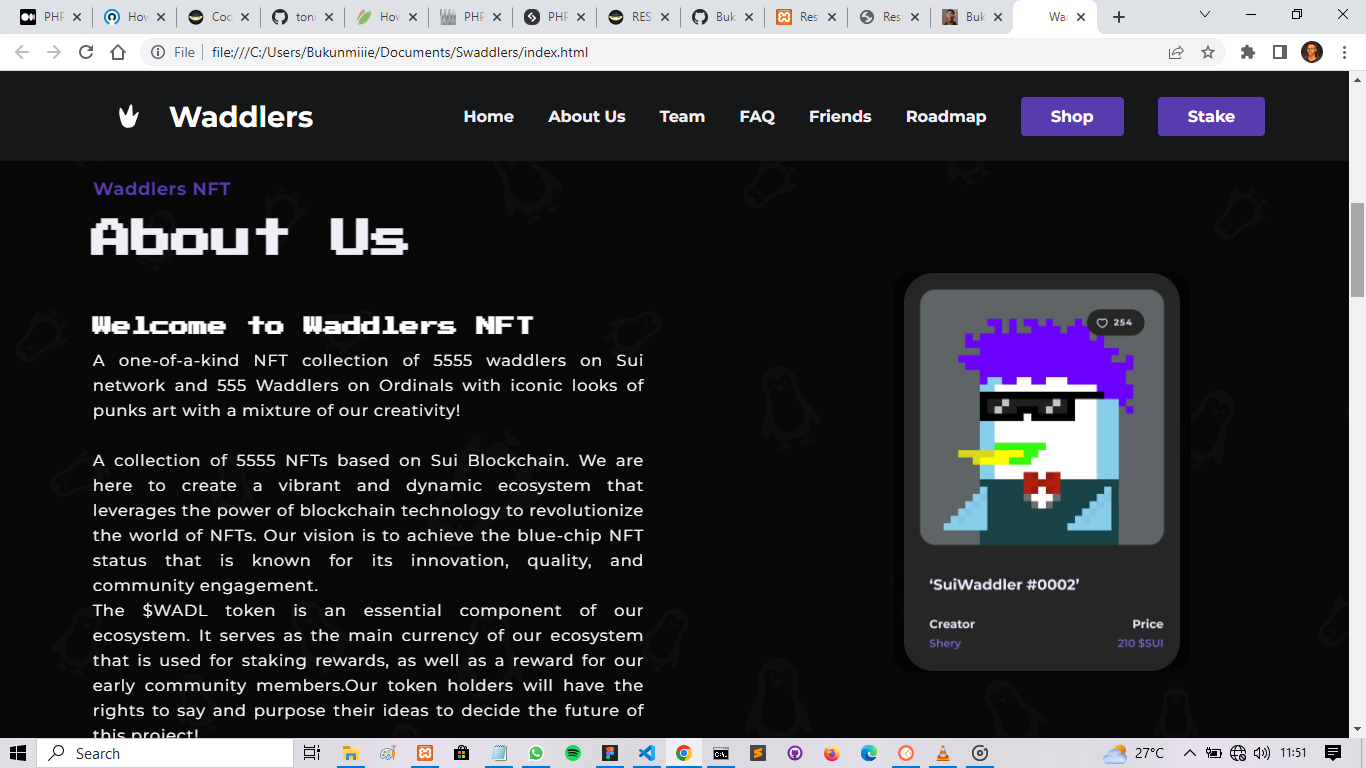 PHP
How
Cod
toni
How
PHP
PHP
RES
Buk
Res
Res
Buk
Wad
File
file:///C:/Users/Bukunmiiie/Documents/Swaddlers/index.html
Waddlers
Home About Us Team FAQ Friends Roadmap Shop Stake
Waddlers NFT
About Us
254
Welcome to Waddlers NFT
A one-of-a-kind NFT collection of 5555 waddlers on Sui
network and 555 Waddlers on Ordinals with iconic looks of
punks art with a mixture of our creativity!
A collection of 5555 NFTs based on Sui Blockchain. We are
here to create a vibrant and dynamic ecosystem that
leverages the power of blockchain technology to revolutionize
the world of NFTs. Our vision is to achieve the blue-chip NFT
status that is known for its innovation, quality, and
community engagement.
The $WADL token is an essential component of our
ecosystem. It serves as the main currency of our ecosystem
that is used for staking rewards, as well as a reward for our
early community members.Our token holders will have the
rights to say and purpose their ideas to decide the future of
this project!
‘SuiWaddler #0002’
Creator Price
Shery 210 $SUI
Search
27°C
11:51